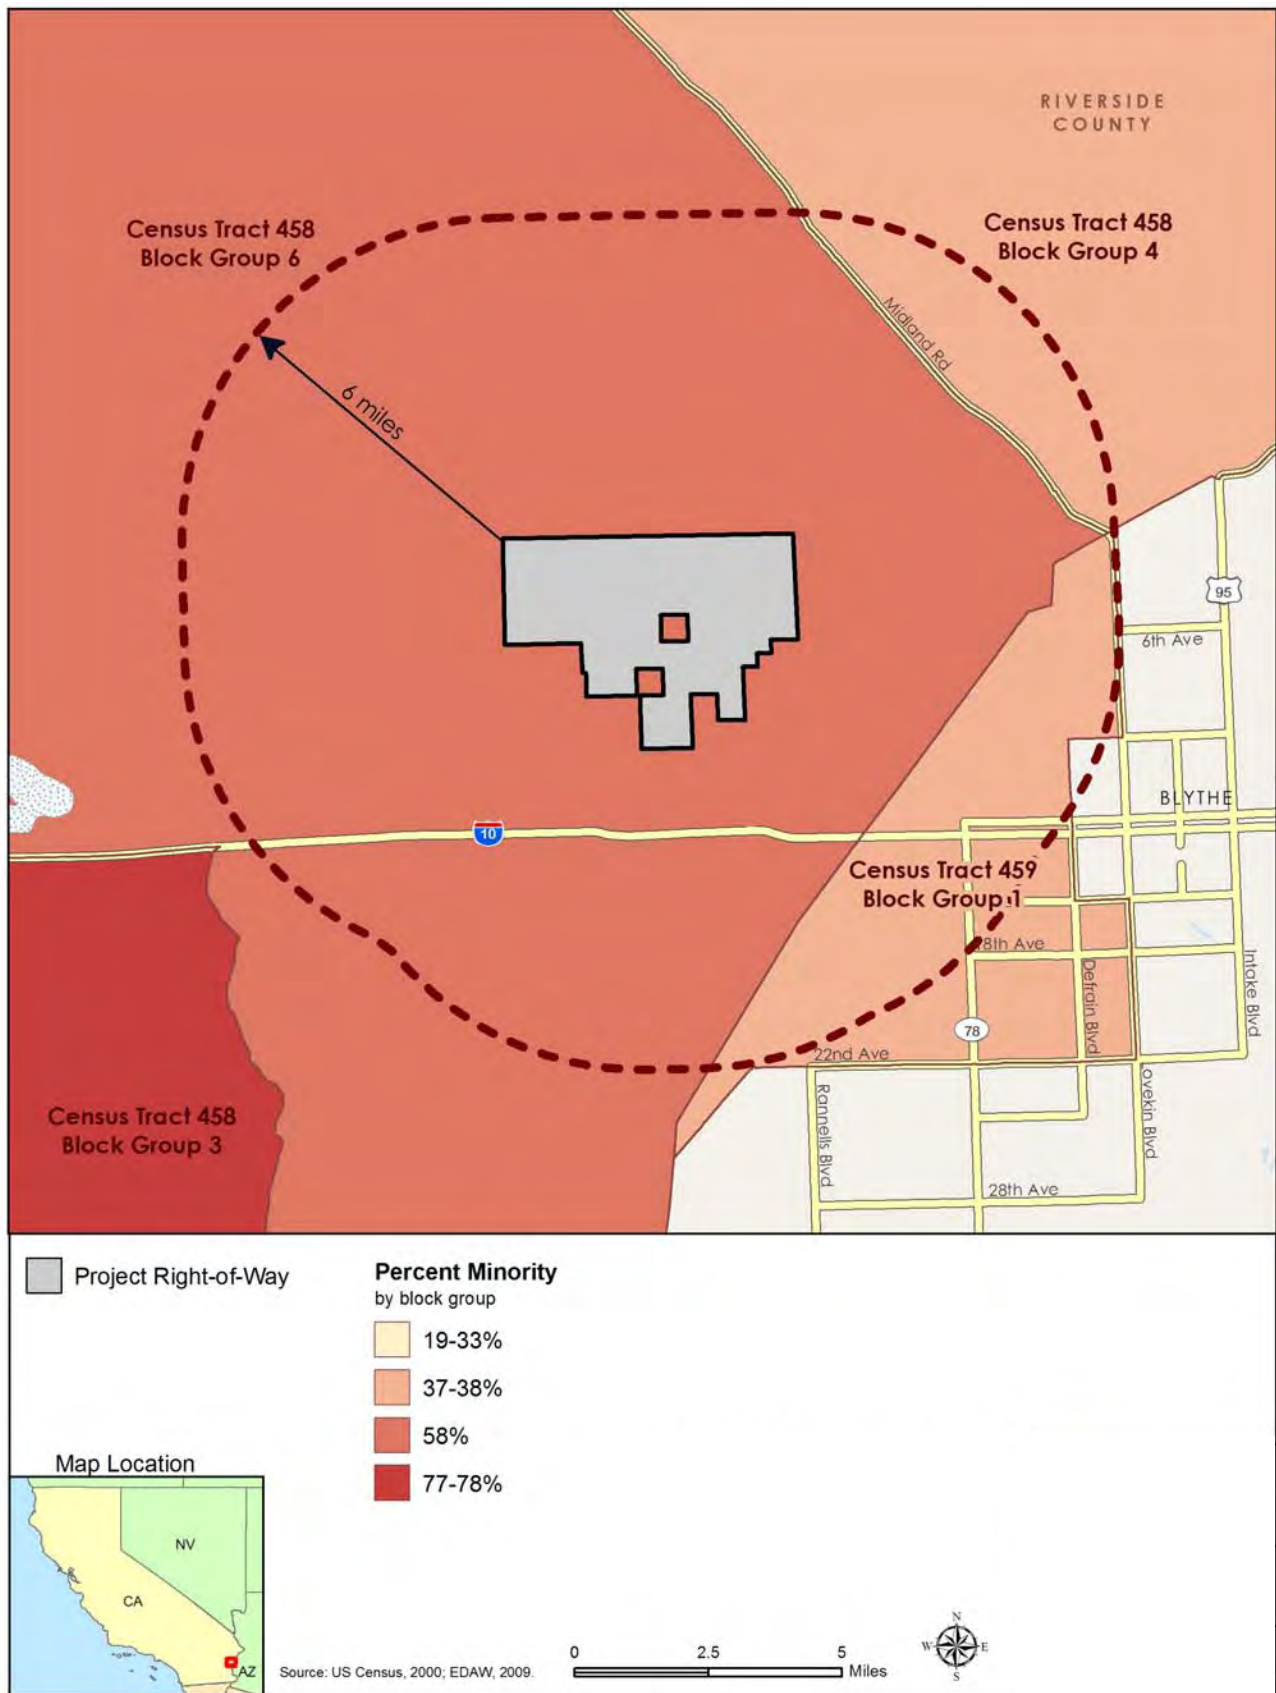 RIVERSIDE
COUNTY
Census Tract 458
Block Group 6
Census Tract 458
Block Group 4
Midland Rd
6 miles
95
6th Ave
BLYTHE
10
Census Tract 459
Block Group 1
18th Ave
Defrain Blvd
Intake Blvd
78
22nd Ave
Rannells Blvd
ovekin Blvd
28th Ave
Census Tract 458
Block Group 3
Project Right-of-Way
Percent Minority
by block group
19-33%
37-38%
58%
77-78%
Map Location
NV
CA
AZ
Source: US Census, 2000; EDAW, 2009.
0 2.5 5
Miles
N
W E
S